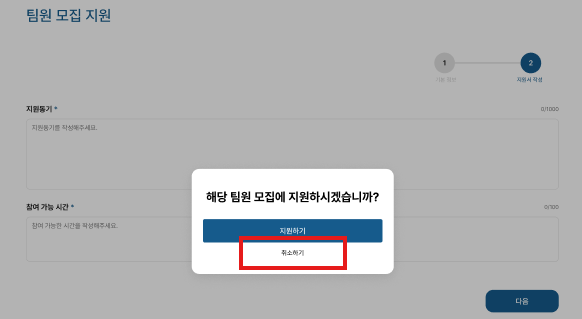 팀원 모집 지원
1
2
기본 정보
지원서 작성
지원동기 *
0/1000
지원동기를 작성해주세요.
해당 팀원 모집에 지원하시겠습니까?
지원하기
취소하기
참여 가능 시간 *
0/100
참여 가능한 시간을 작성해주세요.
다음